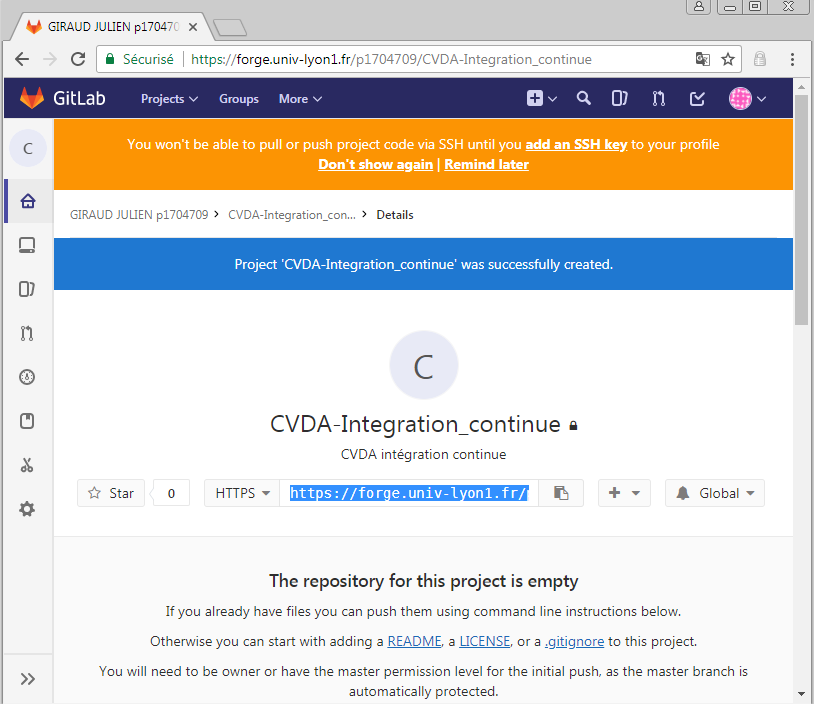 GIRAUD JULIEN p17047
Sécurisé
https://forge.univ-lyon1.fr/p1704709/CVDA-Integration_continue
GitLab Projects Groups More
You won't be able to pull or push project code via SSH until you add an SSH key to your profile
Don't show again | Remind later
C
GIRAUD JULIEN p1704709 > CVDA-Integration_con... > Details
Project 'CVDA-Integration_continue' was successfully created.
C
CVDA-Integration_continue
CVDA intégration continue
Star 0 HTTPS https://forge.univ-lyon1.fr/ Global
The repository for this project is empty
If you already have files you can push them using command line instructions below.
Otherwise you can start with adding a README, a LICENSE, or a .gitignore to this project.
You will need to be owner or have the master permission level for the initial push, as the master branch is
automatically protected.